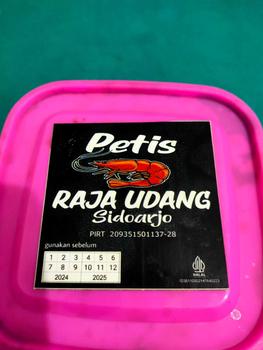 Petis
RAJA UDANG
Sidoarjo
PIRT 209351501137-28
gunakan sebelum
1 2 3 4 5 6
7 8 9 10 11 12
2024 2025
HALAL